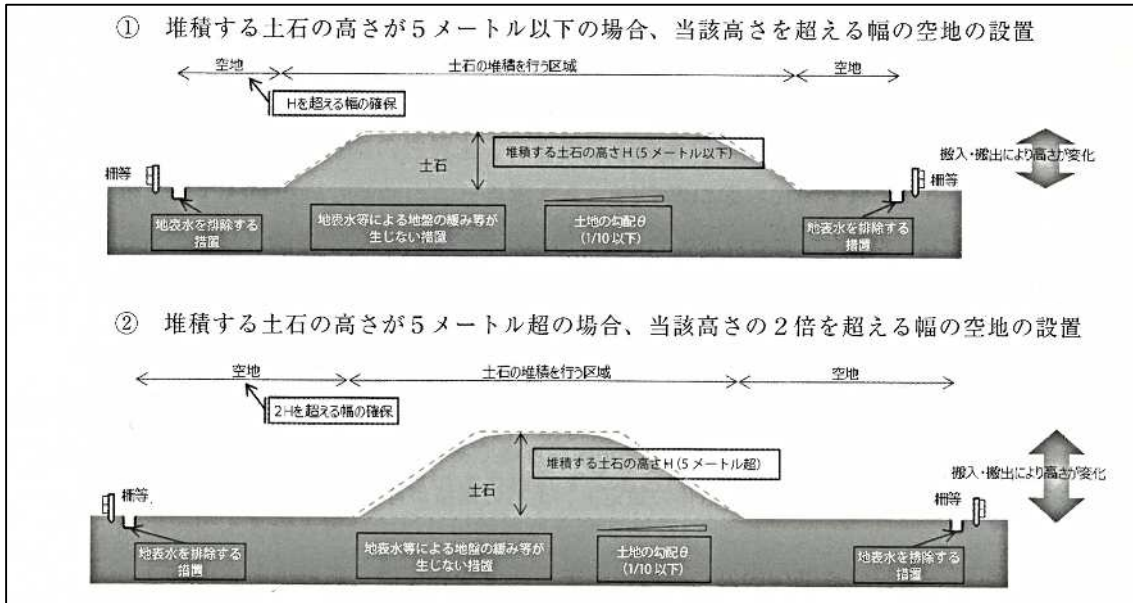 ① 堆積する土石の高さが5メートル以下の場合、当該高さを超える幅の空地の設置
空地
土石の堆積を行う区域
空地
Hを超える幅の確保
堆積する土石の高さH(5メートル以下)
土石
搬入・搬出により高さが変化
柵等
柵等
地表水を排除する
措置
地表水等による地盤の緩み等が
生じない措置
土地の勾配θ
(1/10以下)
地表水を排除する
措置
② 堆積する土石の高さが5メートル超の場合、当該高さの2倍を超える幅の空地の設置
空地
土石の堆積を行う区域
空地
2Hを超える幅の確保
堆積する土石の高さH(5メートル超)
土石
搬入・搬出により高さが変化
柵等
柵等
地表水を排除する
措置
地表水等による地盤の緩み等が
生じない措置
土地の勾配θ
(1/10以下)
地表水を排除する
措置